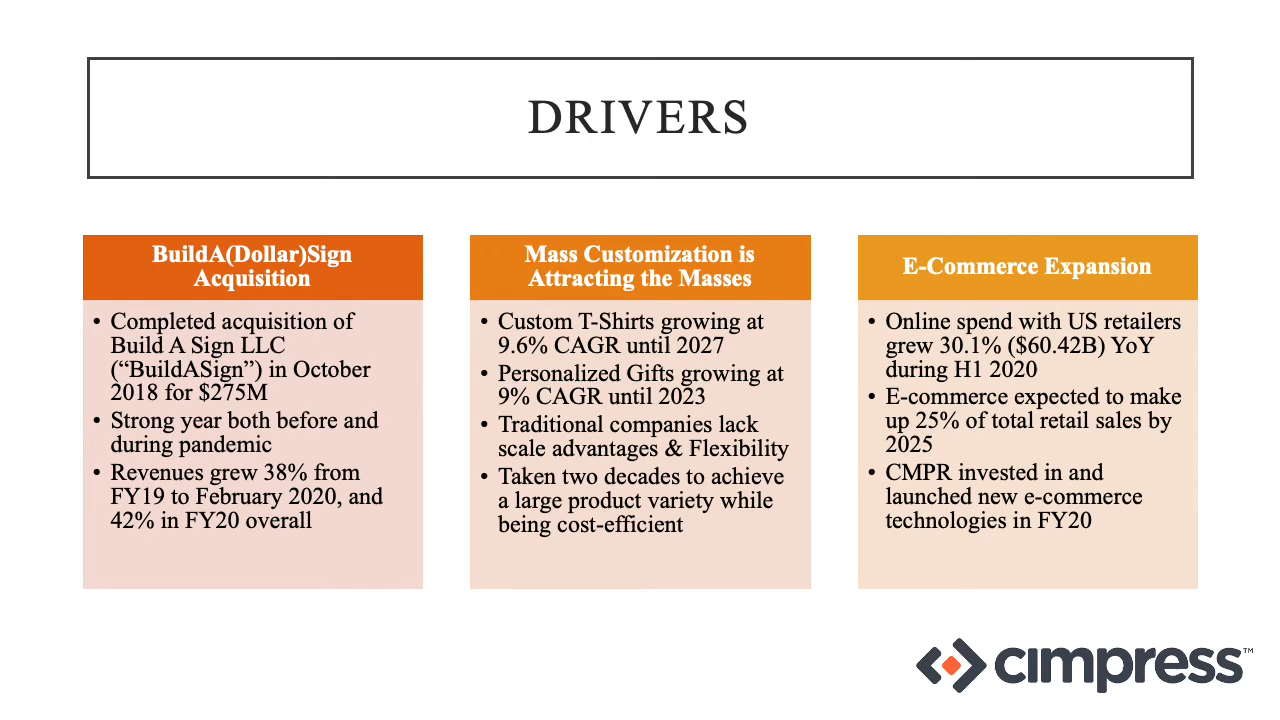 DRIVERS
BuildA(Dollar)Sign
Acquisition
• Completed acquisition of
Build A Sign LLC
(“BuildASign”) in October
2018 for $275M
• Strong year both before and
during pandemic
• Revenues grew 38% from
FY19 to February 2020, and
42% in FY20 overall
Mass Customization is
Attracting the Masses
• Custom T-Shirts growing at
9.6% CAGR until 2027
• Personalized Gifts growing at
9% CAGR until 2023
• Traditional companies lack
scale advantages & Flexibility
• Taken two decades to achieve
a large product variety while
being cost-efficient
E-Commerce Expansion
• Online spend with US retailers
grew 30.1% ($60.42B) YoY
during H1 2020
• E-commerce expected to make
up 25% of total retail sales by
2025
• CMPR invested in and
launched new e-commerce
technologies in FY20
cimpress™